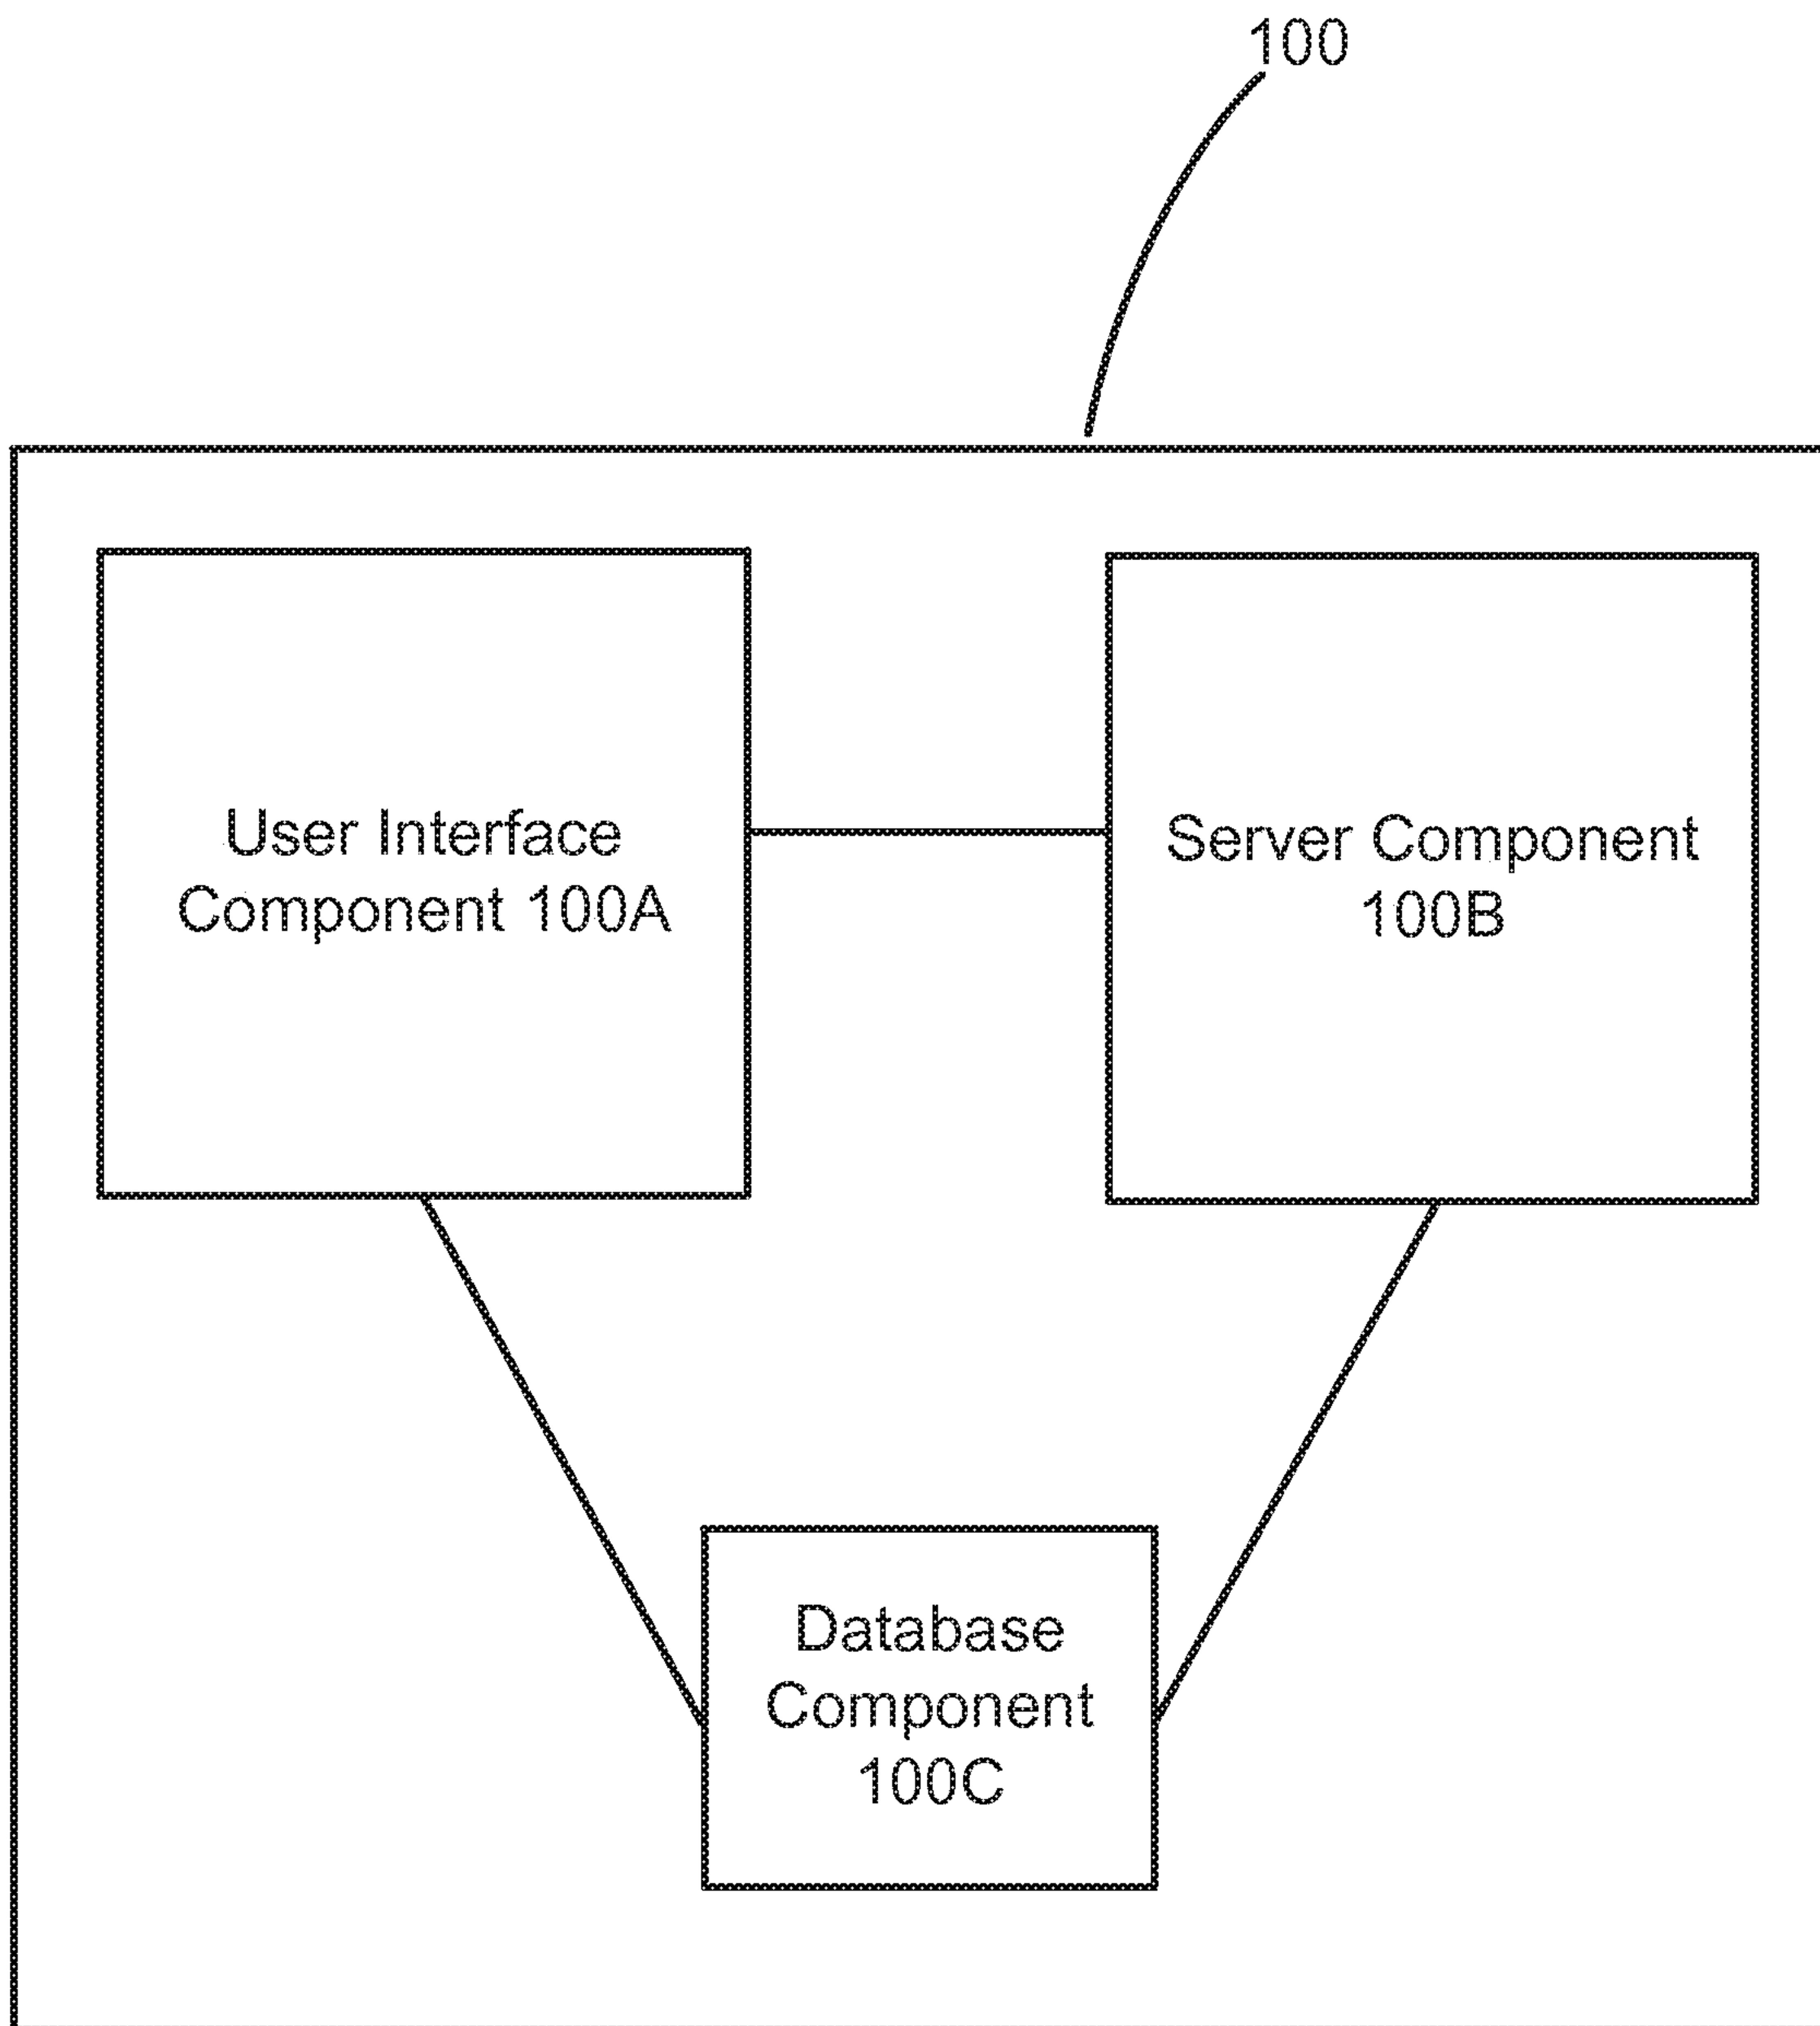 100
User Interface
Component 100A
Server Component
100B
Database
Component
100C